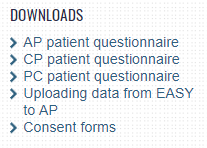 DOWNLOADS
AP patient questionnaire
CP patient questionnaire
PC patient questionnaire
Uploading data from EASY
to AP
Consent forms